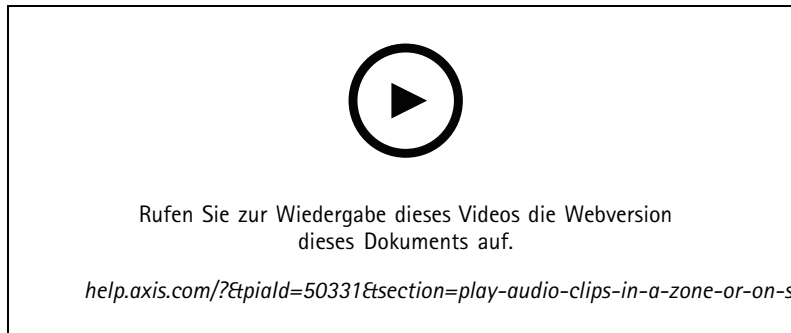 Rufen Sie zur Wiedergabe dieses Videos die Webversion
dieses Dokuments auf.
help.axis.com/?&piaId=50331&section=play-audio-clips-in-a-zone-or-on-s